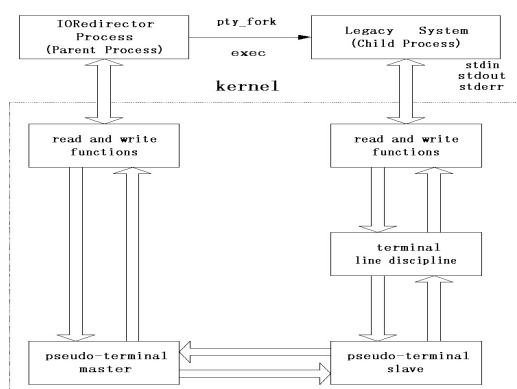 IORedirector
Process
(Parent Process)
pty_fork
exec
Legacy System
(Child Process)
stdin
stdout
stderr
kernel
read and write
functions
read and write
functions
terminal
line discipline
pseudo-terminal
master
pseudo-terminal
slave